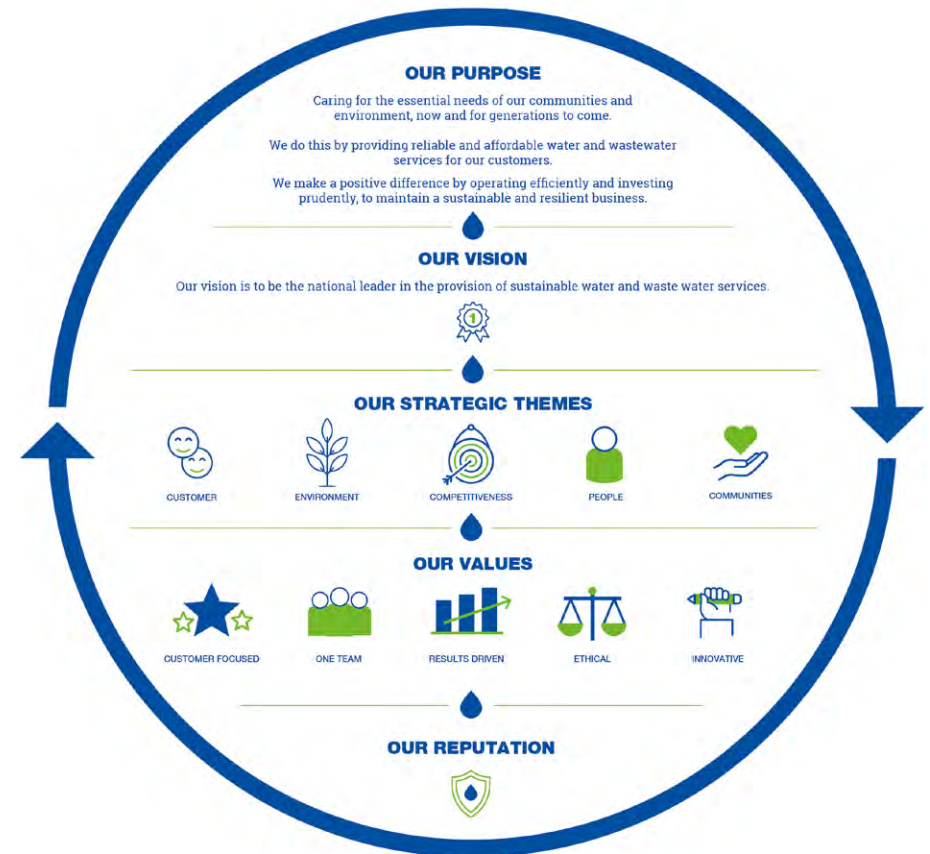 OUR PURPOSE
Caring for the essential needs of our communities and
environment, now and for generations to come.
We do this by providing reliable and affordable water and wastewater
services for our customers.
We make a positive difference by operating efficiently and investing
prudently, to maintain a sustainable and resilient business.
OUR VISION
Our vision is to be the national leader in the provision of sustainable water and waste water services.
1
OUR STRATEGIC THEMES
CUSTOMER
ENVIRONMENT
COMPETITIVENESS
PEOPLE
COMMUNITIES
OUR VALUES
CUSTOMER FOCUSED
ONE TEAM
RESULTS DRIVEN
ETHICAL
INNOVATIVE
OUR REPUTATION